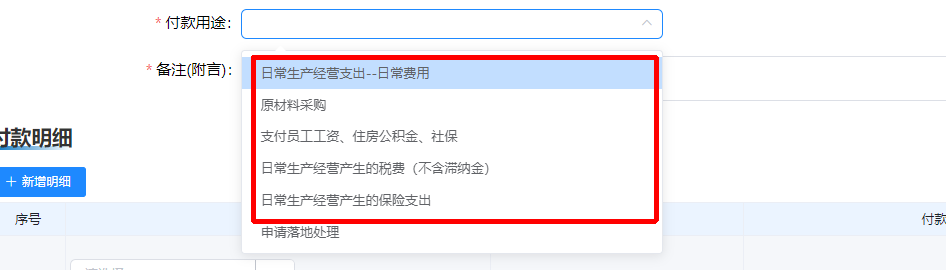 * 付款用途:
* 备注(附言):
日常生产经营支出--日常费用
原材料采购
支付员工工资、住房公积金、社保
日常生产经营产生的税费（不含滞纳金）
日常生产经营产生的保险支出
申请落地处理
付款明细
+ 新增明细
序号
付款